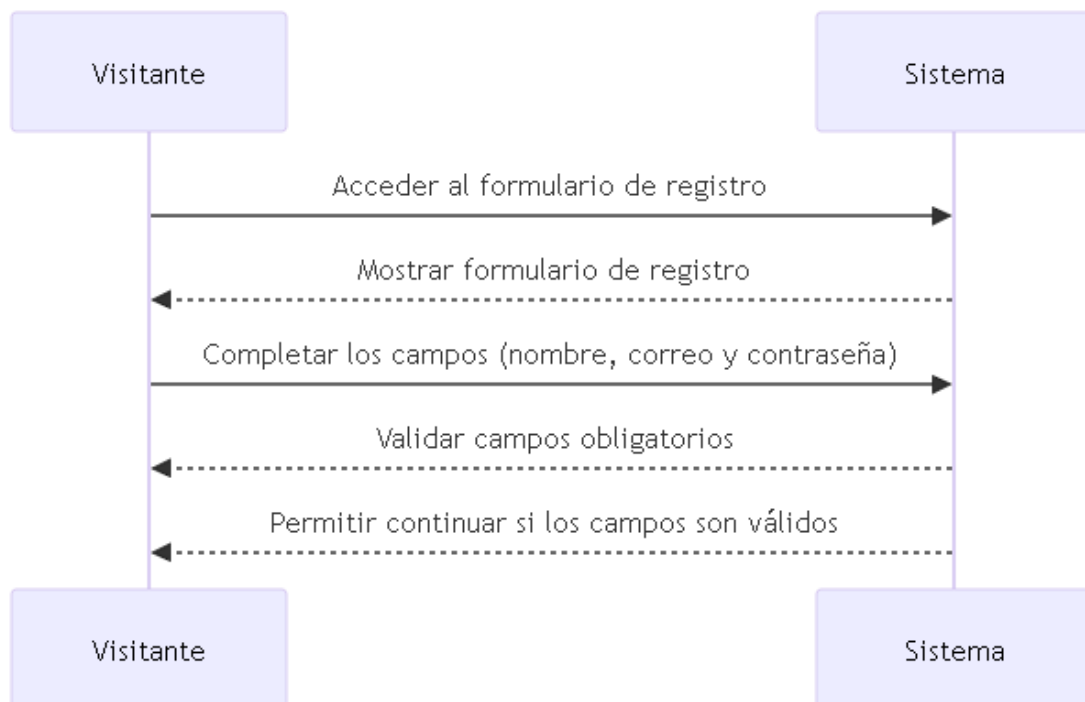 Visitante
Sistema
Acceder al formulario de registro
Mostrar formulario de registro
Completar los campos (nombre, correo y contraseña)
Validar campos obligatorios
Permitir continuar si los campos son válidos
Visitante
Sistema